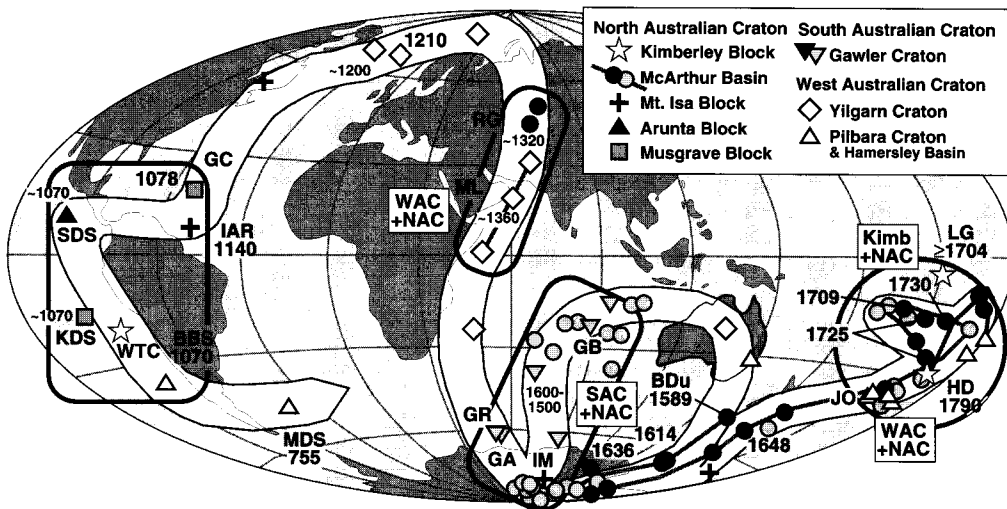 North Australian Craton
Kimberley Block
McArthur Basin
Mt. Isa Block
Arunta Block
Musgrave Block
South Australian Craton
Gawler Craton
West Australian Craton
Yilgarn Craton
Pilbara Craton
& Hamersley Basin
1210
~1200
RG
~1320
GC
1078
ML
WAC
+NAC
~1360
~1070
SDS
IAR
1140
Kimb
+NAC
LG
≥1704
1730
1709
1725
~1070
KDS
WTC
BBS
1070
GB
1600-
1500
SAC
+NAC
BDu
1589
JOZ
HD
1790
WAC
+NAC
MDS
755
GR
GA
IM
1636
1614
1648